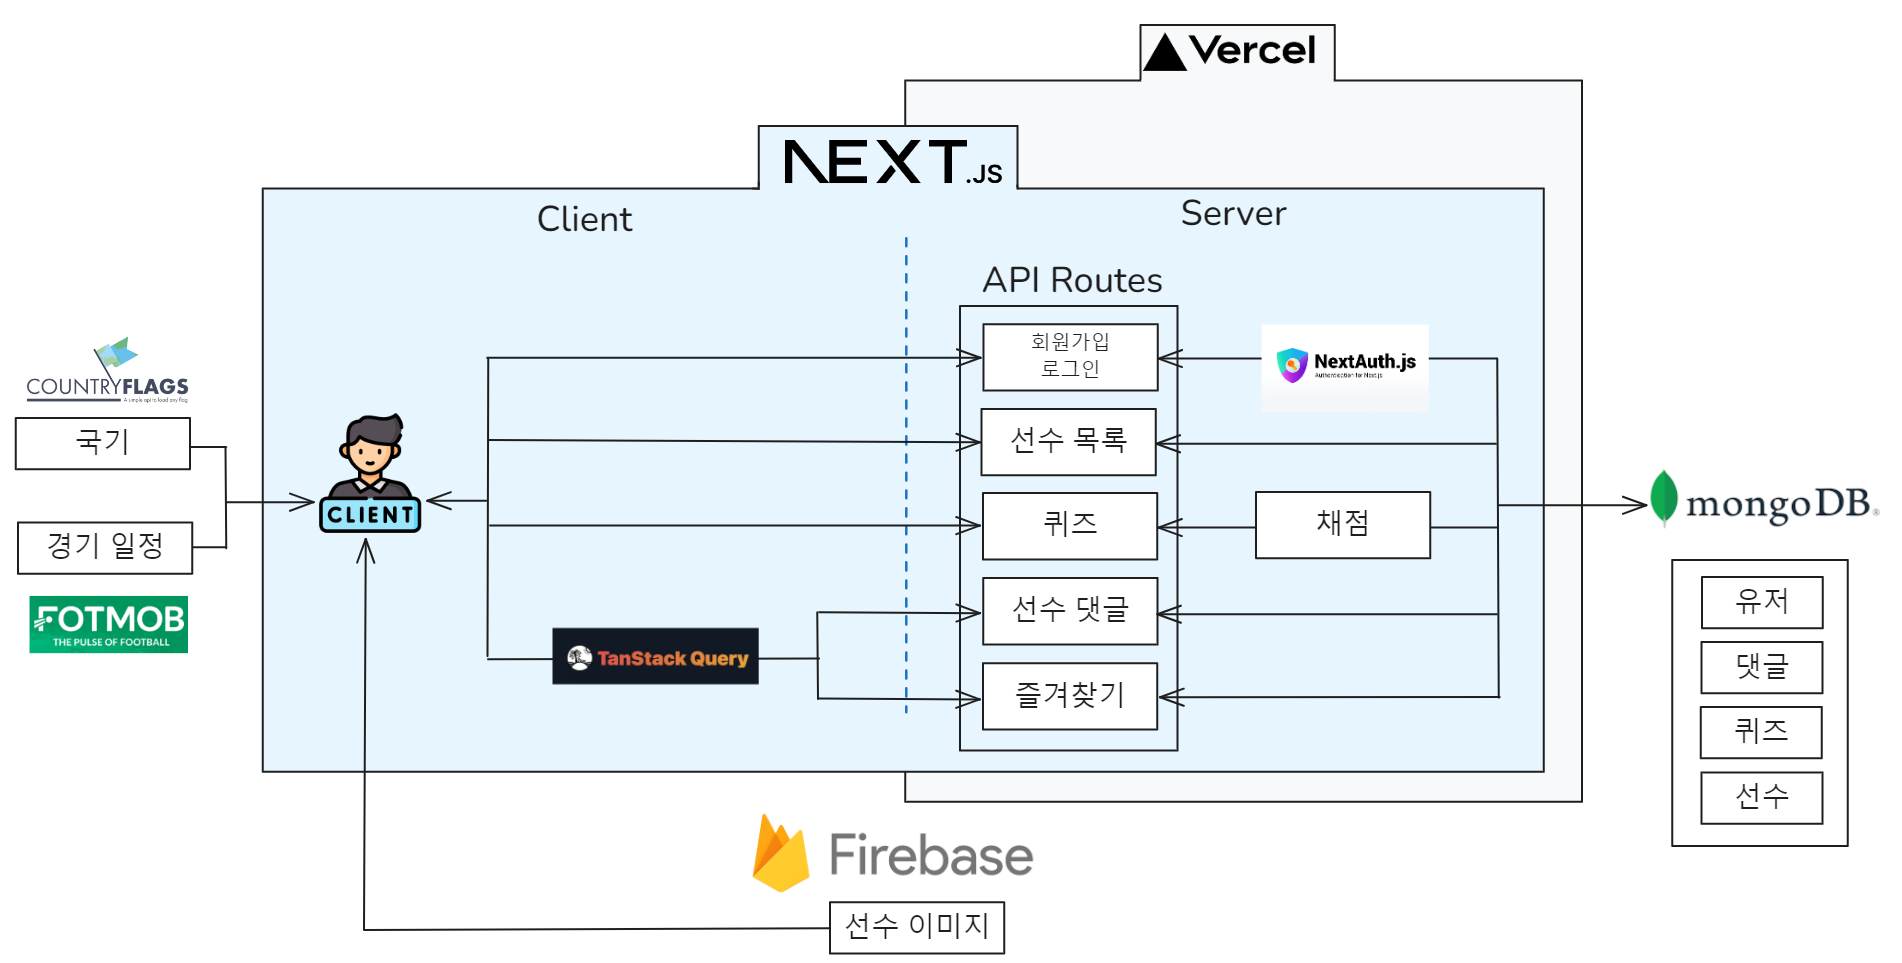 Vercel
NEXT.JS
Client
Server
API Routes
회원가입
로그인
NextAuth.js
Authentication for Next.js
COUNTRYFLAGS
A simple api to load any flag
국기
선수 목록
CLIENT
퀴즈
채점
mongoDB®
경기 일정
FOTMOB
THE PULSE OF FOOTBALL
선수 댓글
TanStack Query
즐겨찾기
유저
댓글
퀴즈
선수
Firebase
선수 이미지